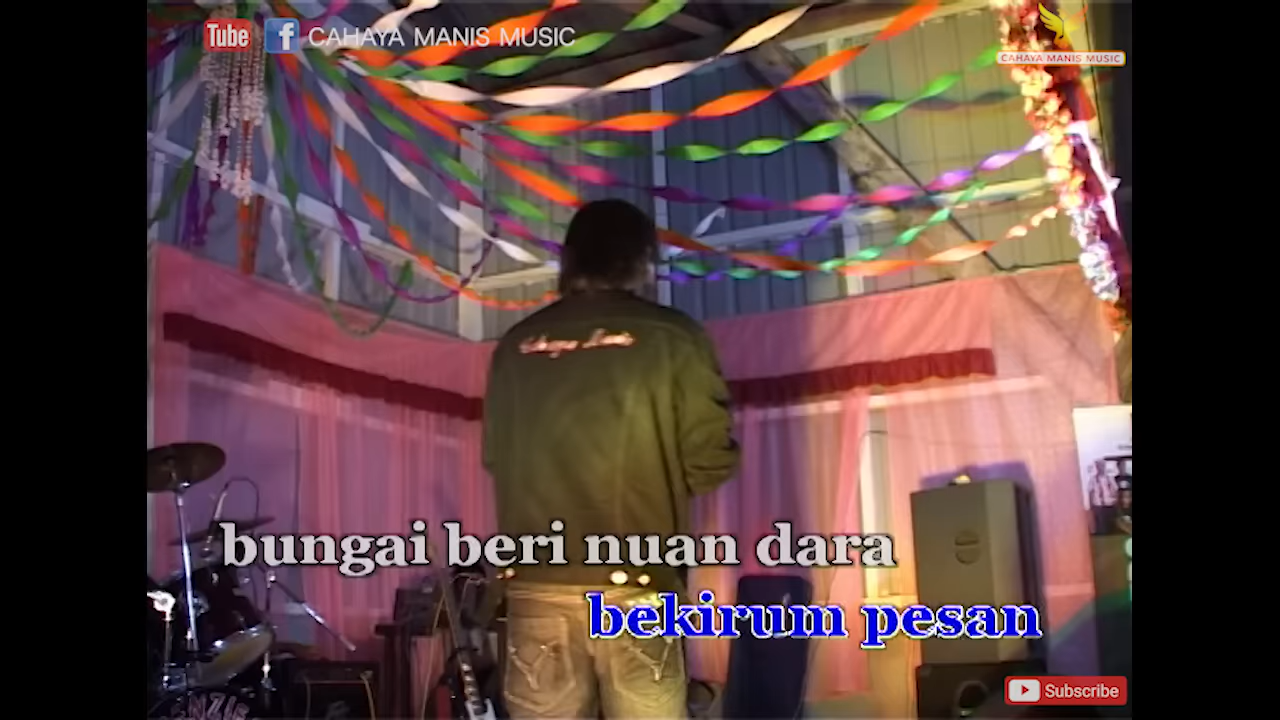 Tube f CAHAYA MANIS MUSIC
CAHAYA MANIS MUSIC
bungai beri nuan dara
bekirum pesan
Subscribe